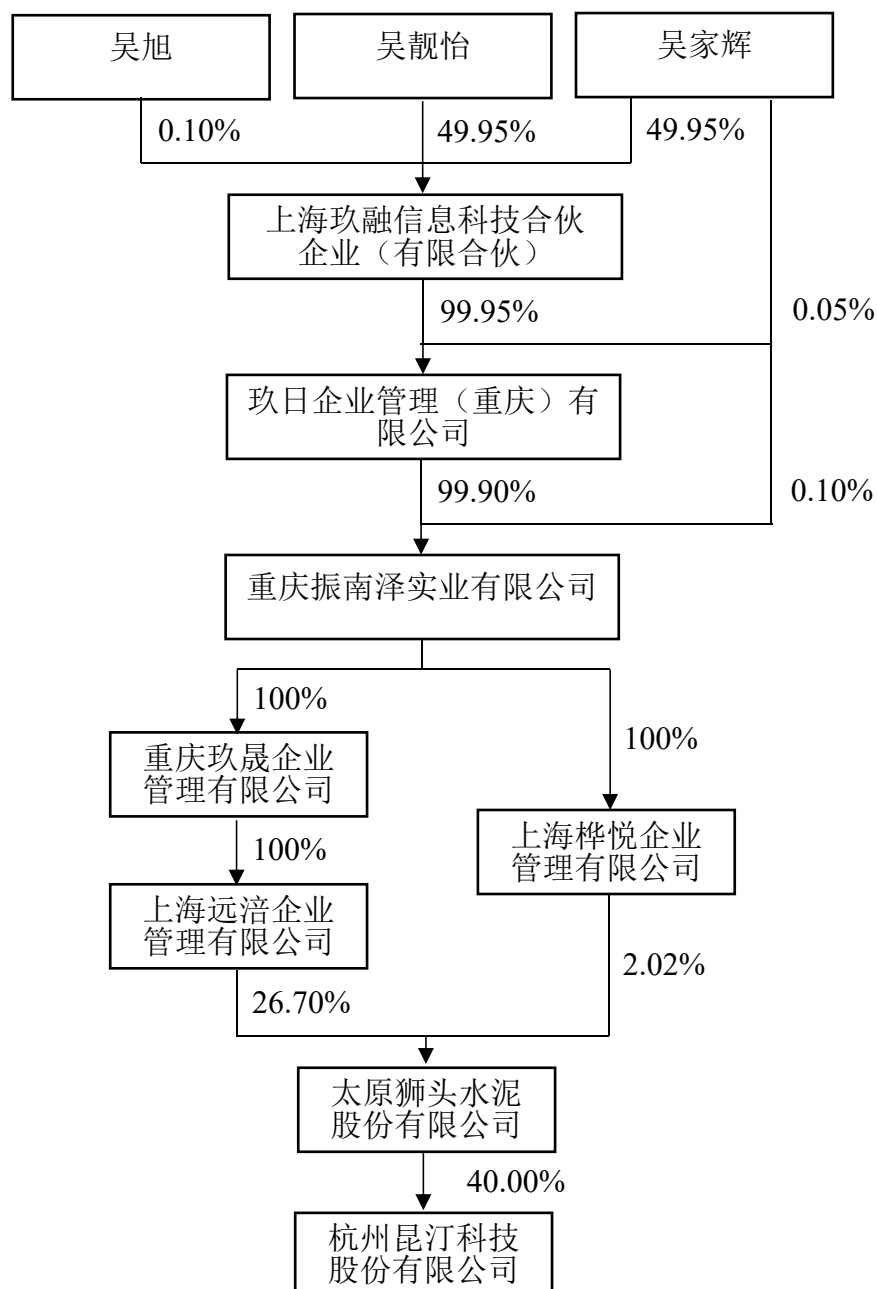 吴旭
吴靓怡
吴家辉
0.10%
49.95%
49.95%
上海玖融信息科技合伙
企业（有限合伙）
99.95%
0.05%
玖日企业管理（重庆）有
限公司
99.90%
0.10%
重庆振南泽实业有限公司
100%
100%
重庆玖晟企业
管理有限公司
上海桦悦企业
管理有限公司
100%
上海远涪企业
管理有限公司
2.02%
26.70%
太原狮头水泥
股份有限公司
40.00%
杭州昆汀科技
股份有限公司